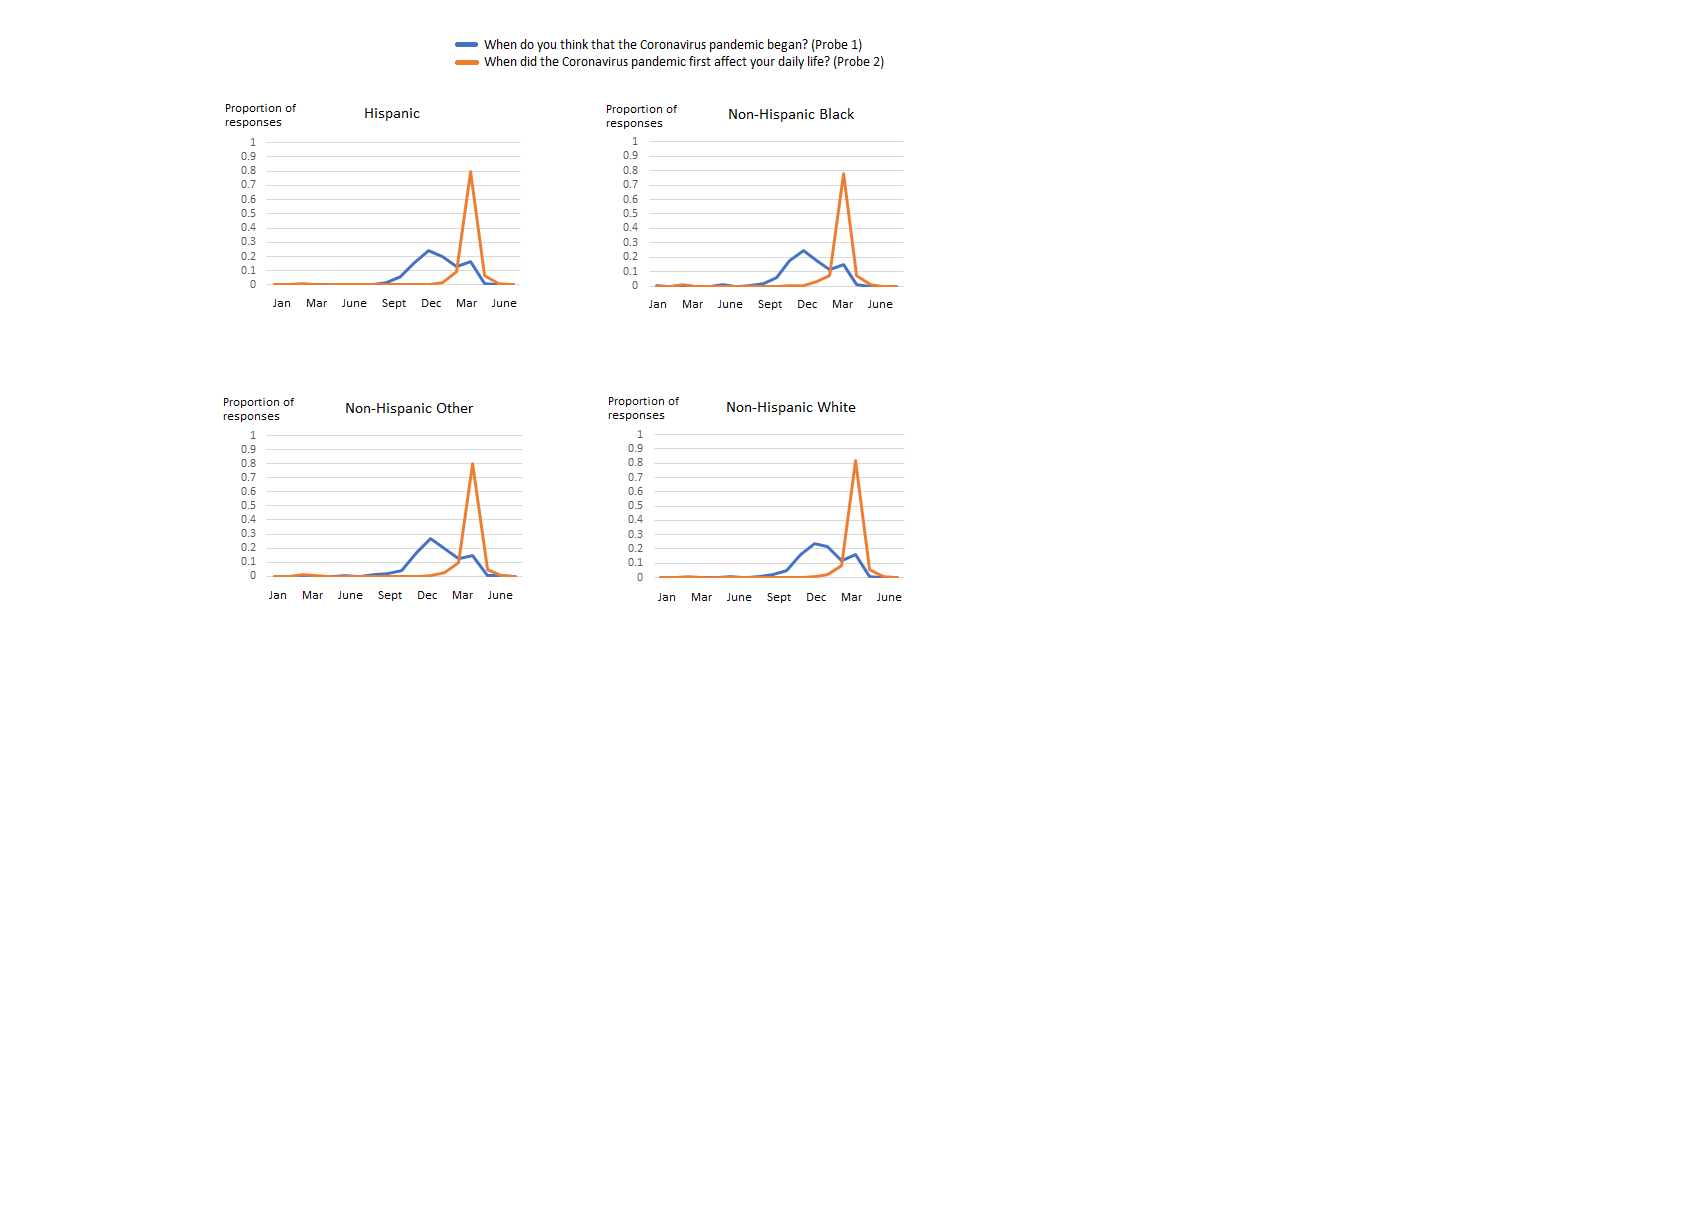 When do you think that the Coronavirus pandemic began? (Probe 1)
When did the Coronavirus pandemic first affect your daily life? (Probe 2)
Proportion of
responses
Hispanic
1
0.9
0.8
0.7
0.6
0.5
0.4
0.3
0.2
0.1
0
Jan Mar June Sept Dec Mar June
Proportion of
responses
Non-Hispanic Black
1
0.9
0.8
0.7
0.6
0.5
0.4
0.3
0.2
0.1
0
Jan Mar June Sept Dec Mar June
Proportion of
responses
Non-Hispanic Other
1
0.9
0.8
0.7
0.6
0.5
0.4
0.3
0.2
0.1
0
Jan Mar June Sept Dec Mar June
Proportion of
responses
Non-Hispanic White
1
0.9
0.8
0.7
0.6
0.5
0.4
0.3
0.2
0.1
0
Jan Mar June Sept Dec Mar June